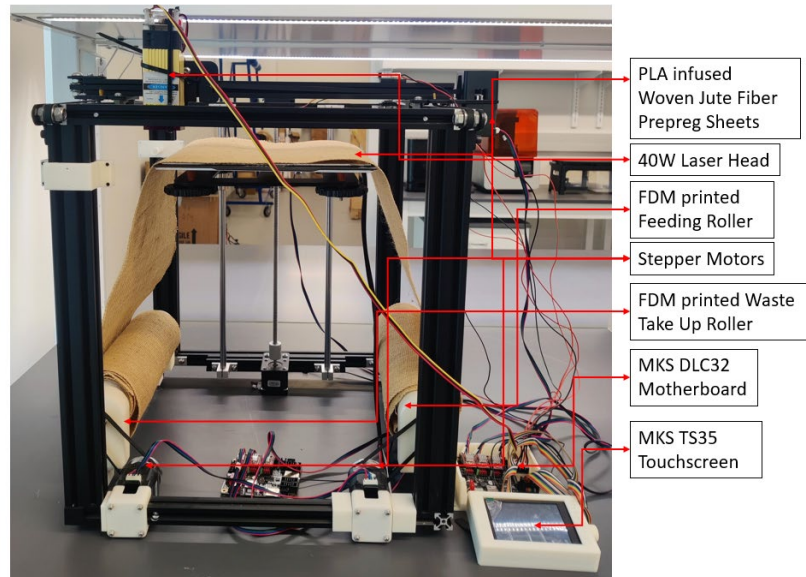 PLA infused
Woven Jute Fiber
Prepreg Sheets
40W Laser Head
FDM printed
Feeding Roller
Stepper Motors
FDM printed Waste
Take Up Roller
MKS DLC32
Motherboard
MKS TS35
Touchscreen